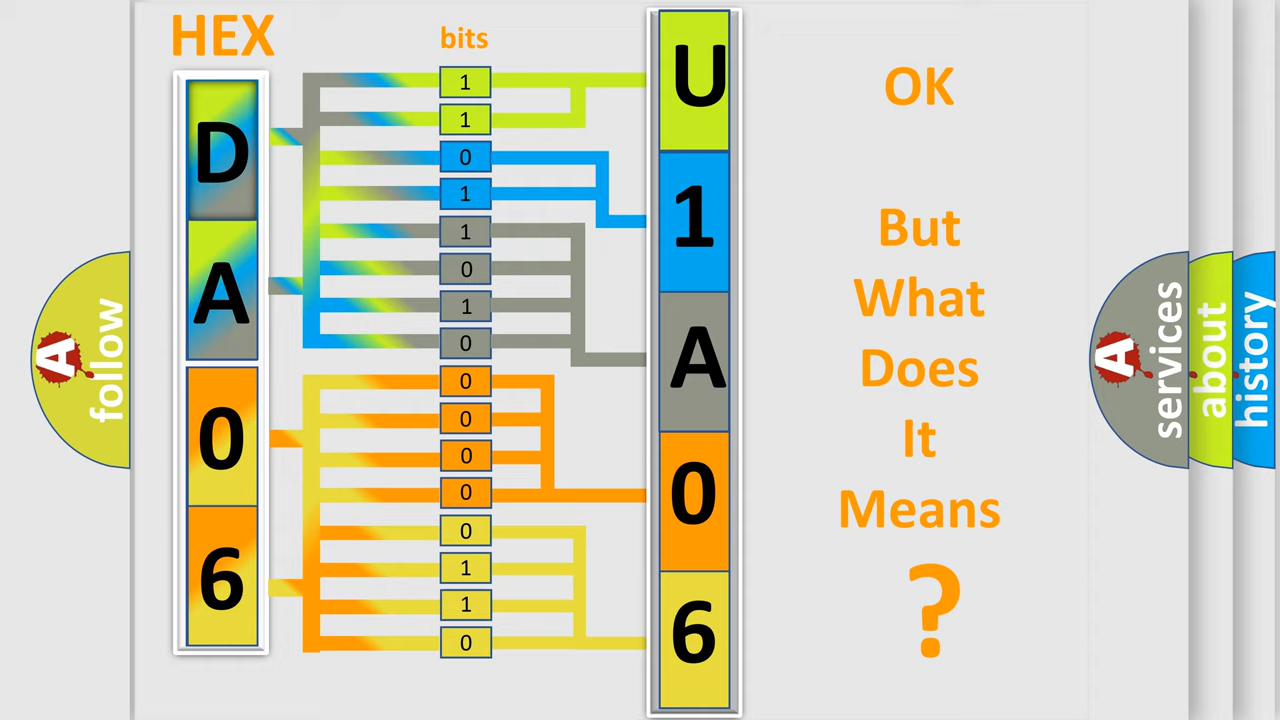 HEX
bits
D
A
0
6
1
1
0
1
1
0
1
0
0
0
0
0
0
1
1
0
U
1
A
0
6
OK
But
What
Does
It
Means
?
A
follow
A
services
about
history